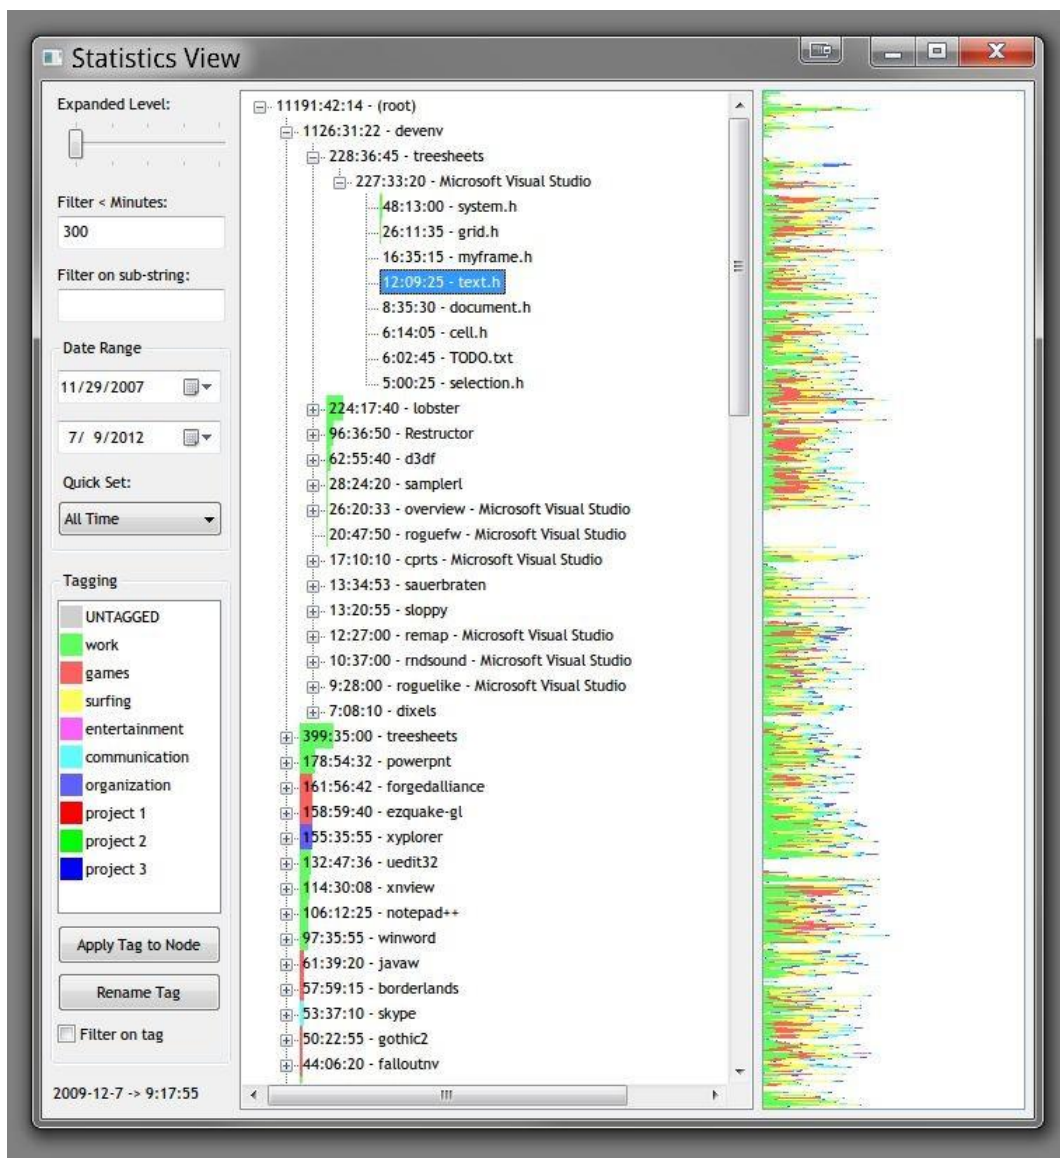 Statistics View
Expanded Level:
Filter < Minutes:
300
Filter on sub-string:
Date Range
11/29/2007
7/ 9/2012
Quick Set:
All Time
Tagging
UNTAGGED
work
games
surfing
entertainment
communication
organization
project 1
project 2
project 3
Apply Tag to Node
Rename Tag
Filter on tag
2009-12-7 -> 9:17:55
11191:42:14 - (root)
1126:31:22 - devenv
228:36:45 - treesheets
227:33:20 - Microsoft Visual Studio
48:13:00 - system.h
26:11:35 - grid.h
16:35:15 - myframe.h
12:09:25 - text.h
8:35:30 - document.h
6:14:05 - cell.h
6:02:45 - TODO.txt
5:00:25 - selection.h
224:17:40 - lobster
96:36:50 - Restructor
62:55:40 - d3df
28:24:20 - samplerl
26:20:33 - overview - Microsoft Visual Studio
20:47:50 - roguefw - Microsoft Visual Studio
17:10:10 - cprts - Microsoft Visual Studio
13:34:53 - sauerbraten
13:20:55 - sloppy
12:27:00 - remap - Microsoft Visual Studio
10:37:00 - rndsound - Microsoft Visual Studio
9:28:00 - roguelike - Microsoft Visual Studio
7:08:10 - dixels
399:35:00 - treesheets
178:54:32 - powerpnt
161:56:42 - forgedalliance
158:59:40 - ezquake-gl
155:35:55 - xyplorer
132:47:36 - uedit32
114:30:08 - xnview
106:12:25 - notepad++
97:35:55 - winword
61:39:20 - javaw
57:59:15 - borderlands
53:37:10 - skype
50:22:55 - gothic2
44:06:20 - falloutnv